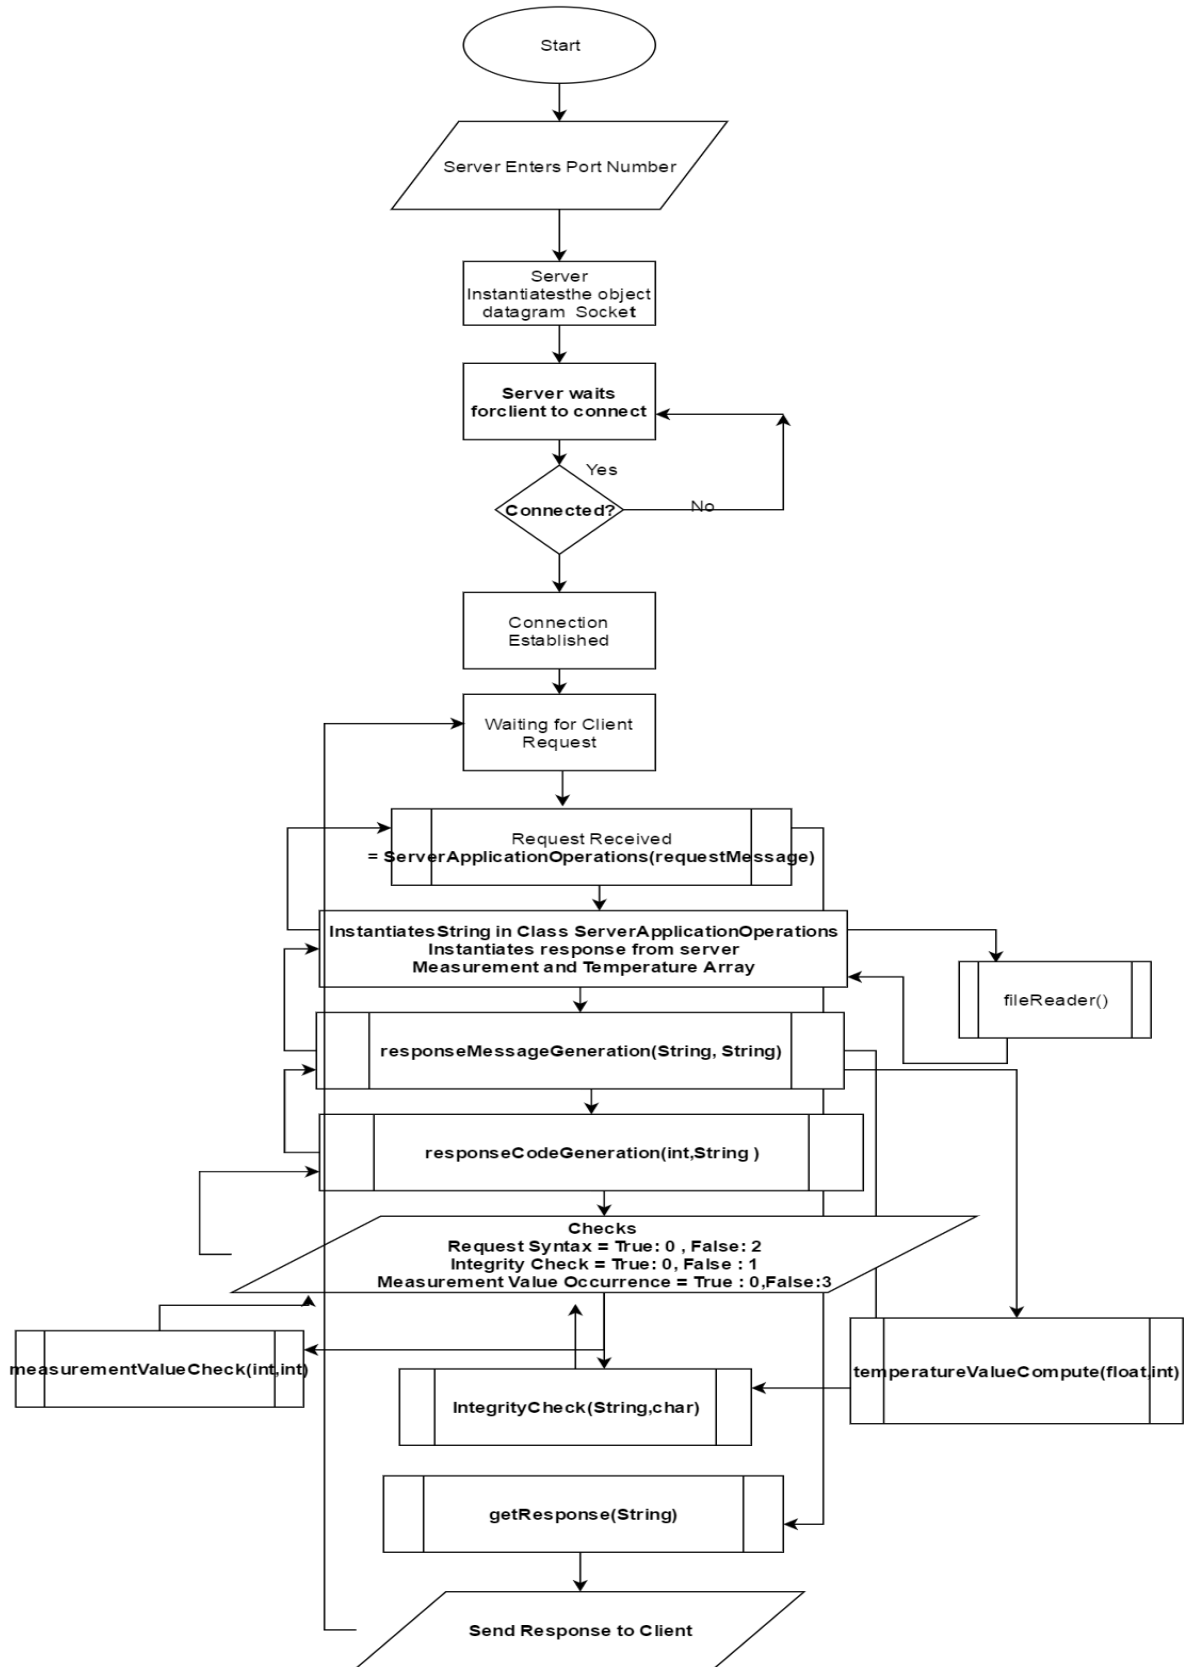 Start
Server Enters Port Number
Server
Instantiatesthe object
datagram  Socket
Server waits
forclient to connect
Yes
Connected?
No
Connection
Established
Waiting for Client
Request
Request Received
= ServerApplicationOperations(requestMessage)
InstantiatesString in Class ServerApplicationOperations
Instantiates response from server
Measurement and Temperature Array
fileReader()
responseMessageGeneration(String, String)
responseCodeGeneration(int,String )
Checks
Request Syntax = True: 0 , False: 2
Integrity Check = True: 0, False : 1
Measurement Value Occurrence = True : 0,False:3
measurementValueCheck(int,int)
temperatureValueCompute(float,int)
IntegrityCheck(String,char)
getResponse(String)
Send Response to Client